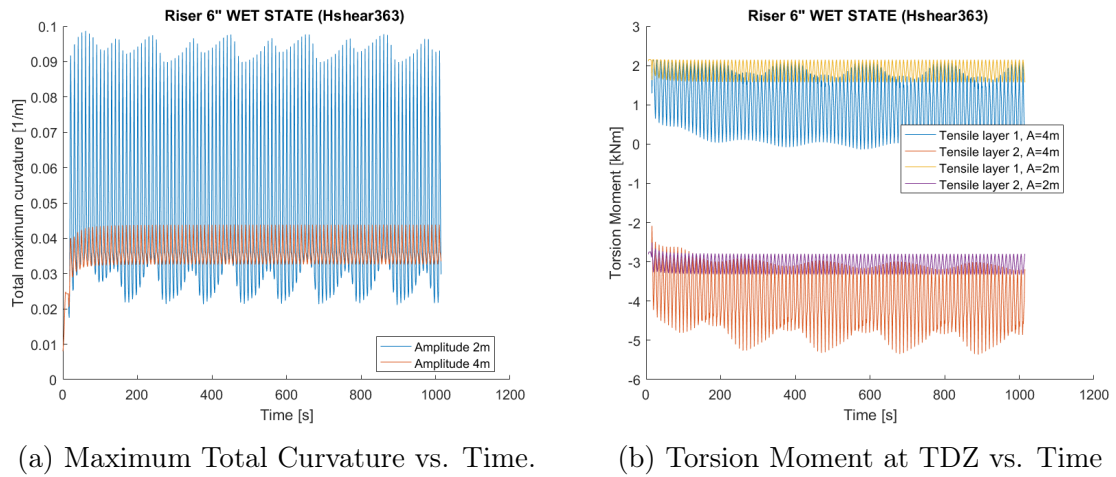 Riser 6" WET STATE (Hshear363)
0.1
0.09
0.08
0.07
0.06
0.05
0.04
0.03
0.02
0.01
0
Total maximum curvature [1/m]
Amplitude 2m
Amplitude 4m
0 200 400 600 800 1000 1200
Time [s]
(a) Maximum Total Curvature vs. Time.
Riser 6" WET STATE (Hshear363)
3
2
1
0
-1
-2
-3
-4
-5
-6
Torsion Moment [kNm]
Tensile layer 1, A=4m
Tensile layer 2, A=4m
Tensile layer 1, A=2m
Tensile layer 2, A=2m
0 200 400 600 800 1000 1200
Time [s]
(b) Torsion Moment at TDZ vs. Time